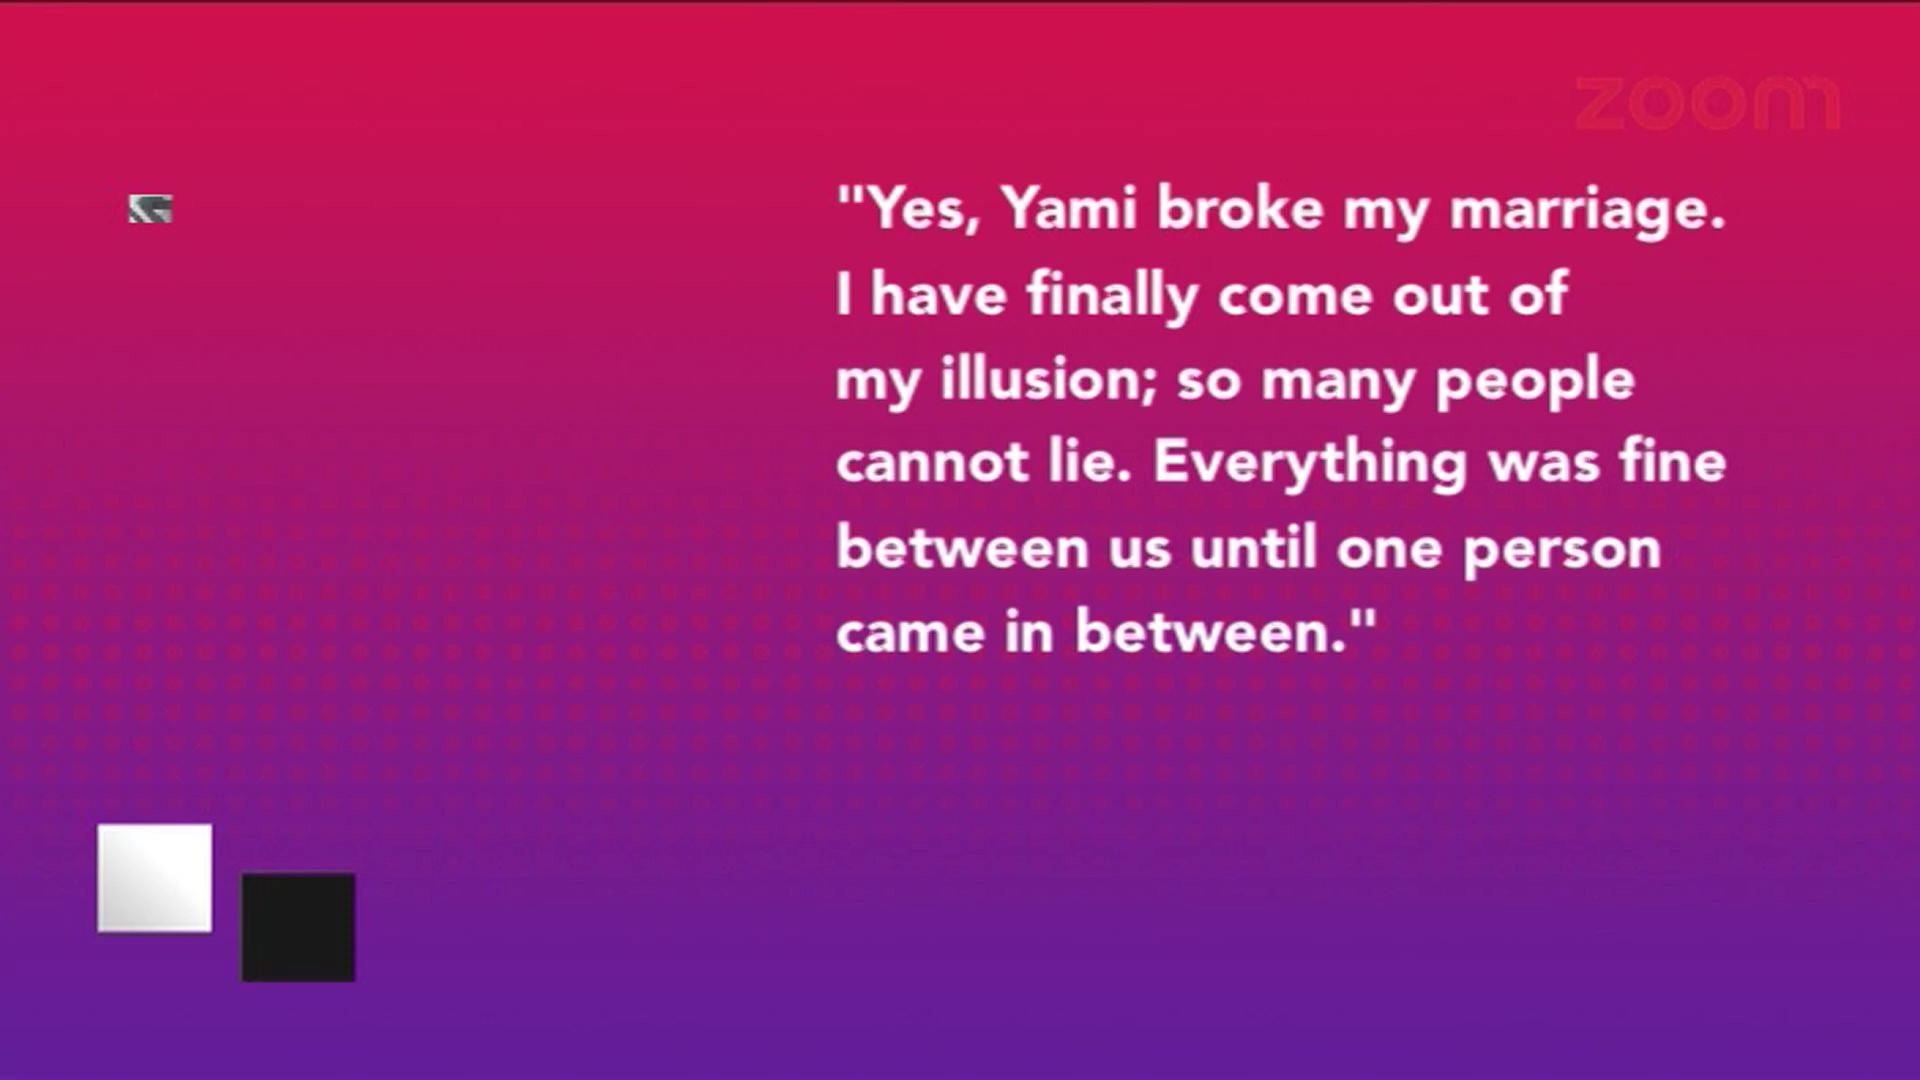 zoom
"Yes, Yami broke my marriage.
I have finally come out of
my illusion; so many people
cannot lie. Everything was fine
between us until one person
came in between."